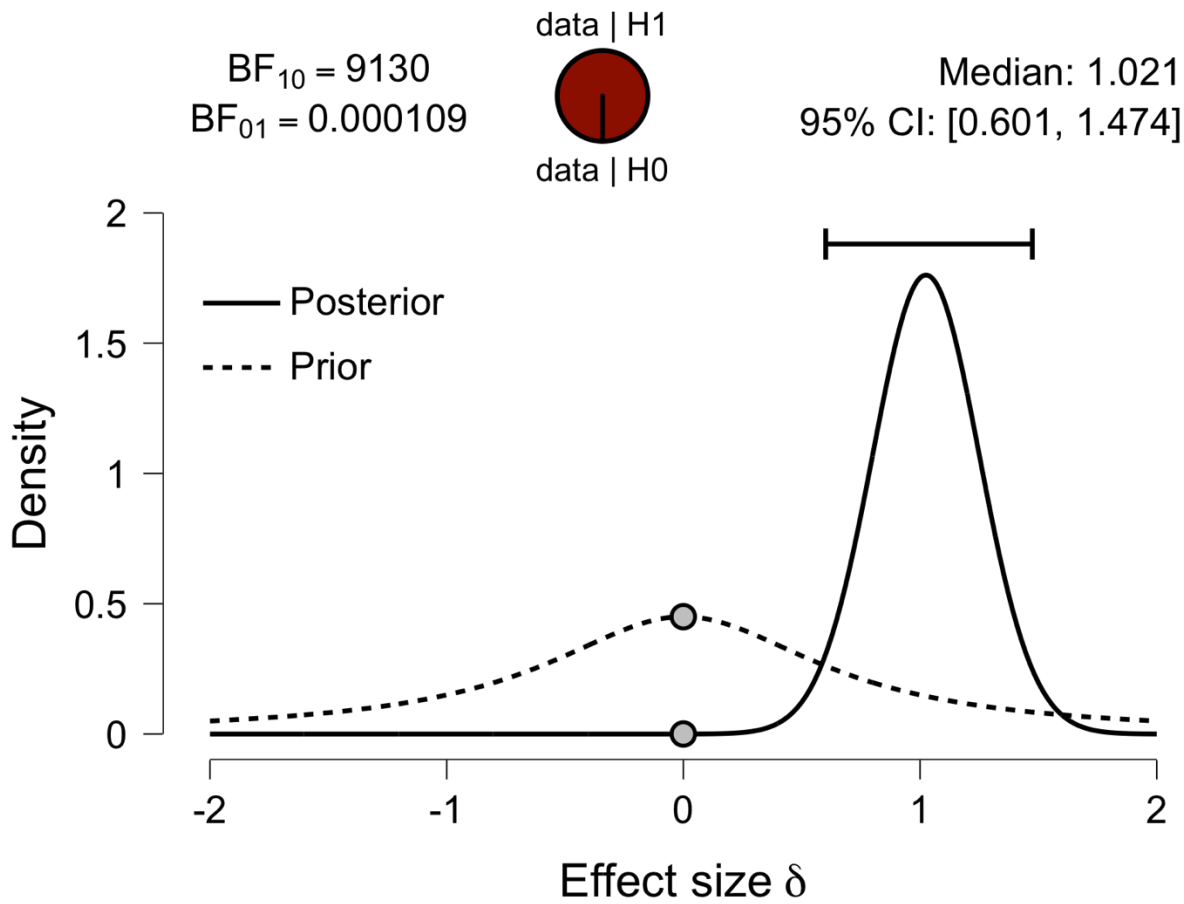 data | H1
BF₁₀ = 9130
BF₀₁ = 0.000109
data | H0
Median: 1.021
95% CI: [0.601, 1.474]
2
1.5
1
0.5
0
Density
Posterior
Prior
-2
-1
0
1
2
Effect size δ